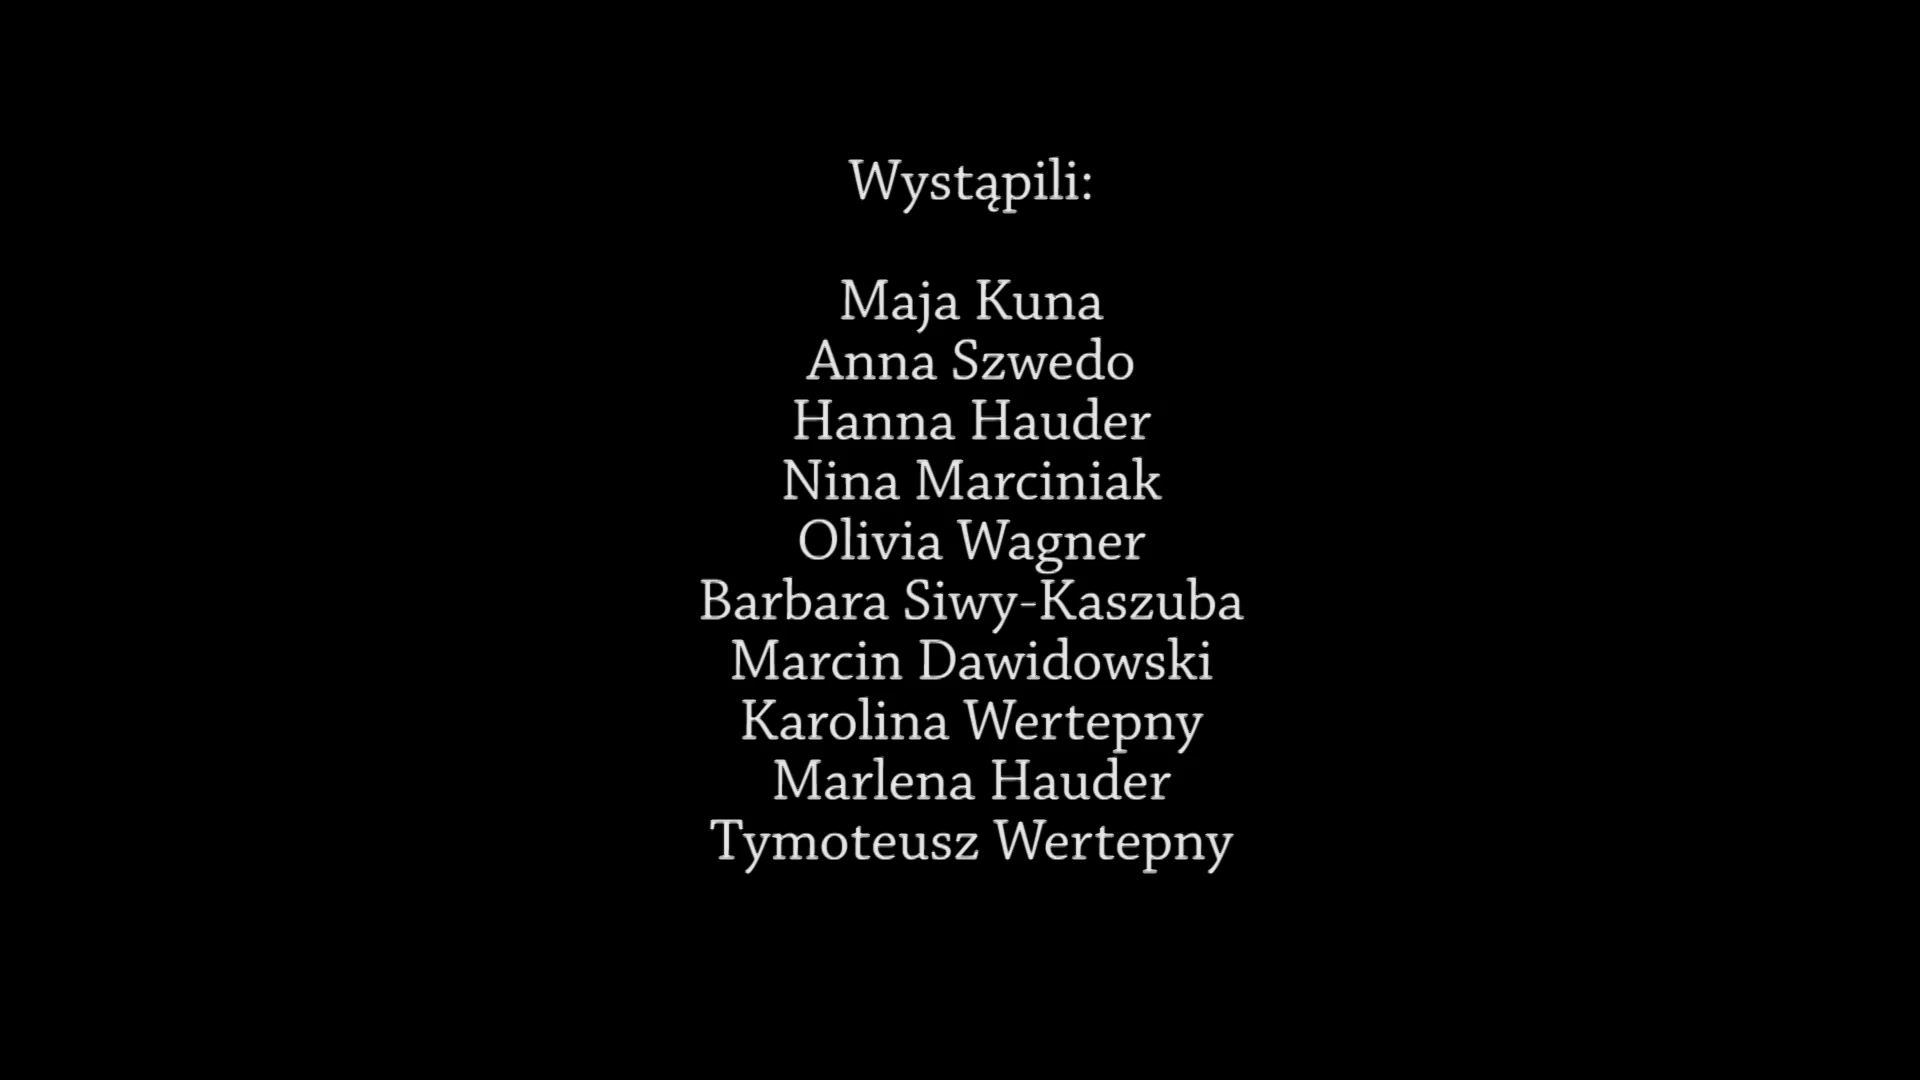 Wystąpili:
Maja Kuna
Anna Szwedo
Hanna Hauder
Nina Marciniak
Olivia Wagner
Barbara Siwy-Kaszuba
Marcin Dawidowski
Karolina Wertepny
Marlena Hauder
Tymoteusz Wertepny